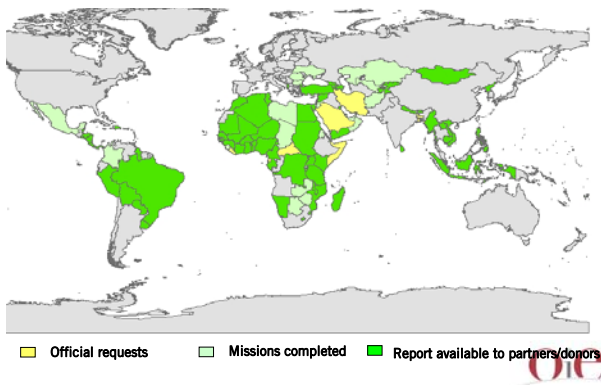 Official requests
Missions completed
Report available to partners/donors
OIE